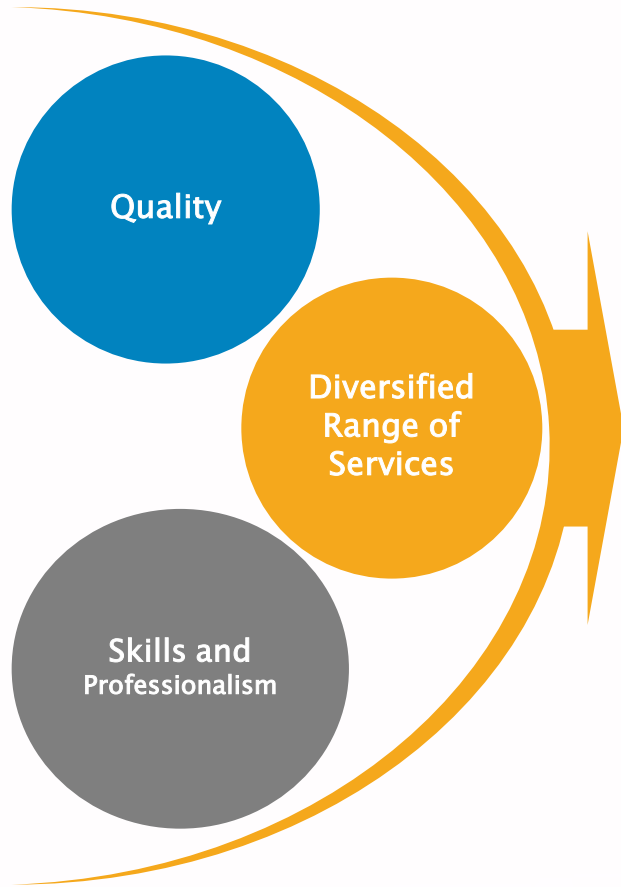 Quality
Diversified
Range of
Services
Skills and
Professionalism